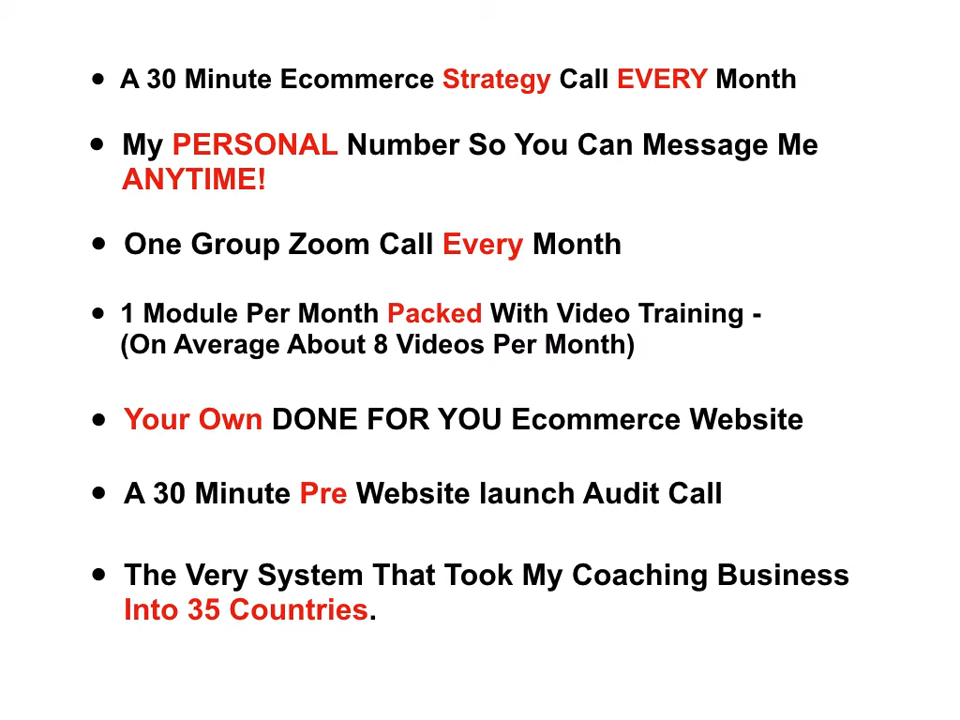 • A 30 Minute Ecommerce Strategy Call EVERY Month
• My PERSONAL Number So You Can Message Me
ANYTIME!
• One Group Zoom Call Every Month
• 1 Module Per Month Packed With Video Training -
(On Average About 8 Videos Per Month)
• Your Own DONE FOR YOU Ecommerce Website
• A 30 Minute Pre Website launch Audit Call
• The Very System That Took My Coaching Business
Into 35 Countries.